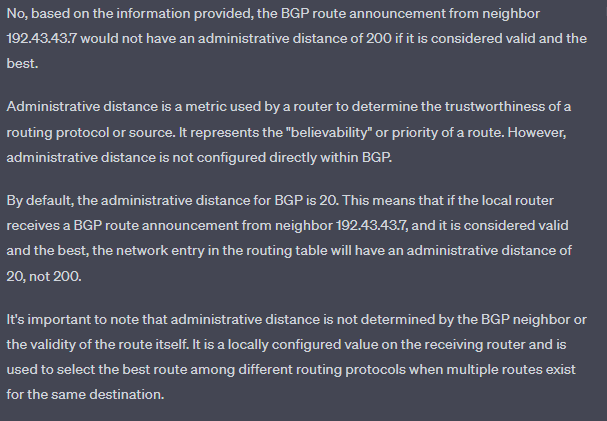 No, based on the information provided, the BGP route announcement from neighbor
192.43.43.7 would not have an administrative distance of 200 if it is considered valid and the
best.
Administrative distance is a metric used by a router to determine the trustworthiness of a
routing protocol or source. It represents the "believability" or priority of a route. However,
administrative distance is not configured directly within BGP.
By default, the administrative distance for BGP is 20. This means that if the local router
receives a BGP route announcement from neighbor 192.43.43.7, and it is considered valid
and the best, the network entry in the routing table will have an administrative distance of
20, not 200.
It's important to note that administrative distance is not determined by the BGP neighbor or
the validity of the route itself. It is a locally configured value on the receiving router and is
used to select the best route among different routing protocols when multiple routes exist
for the same destination.